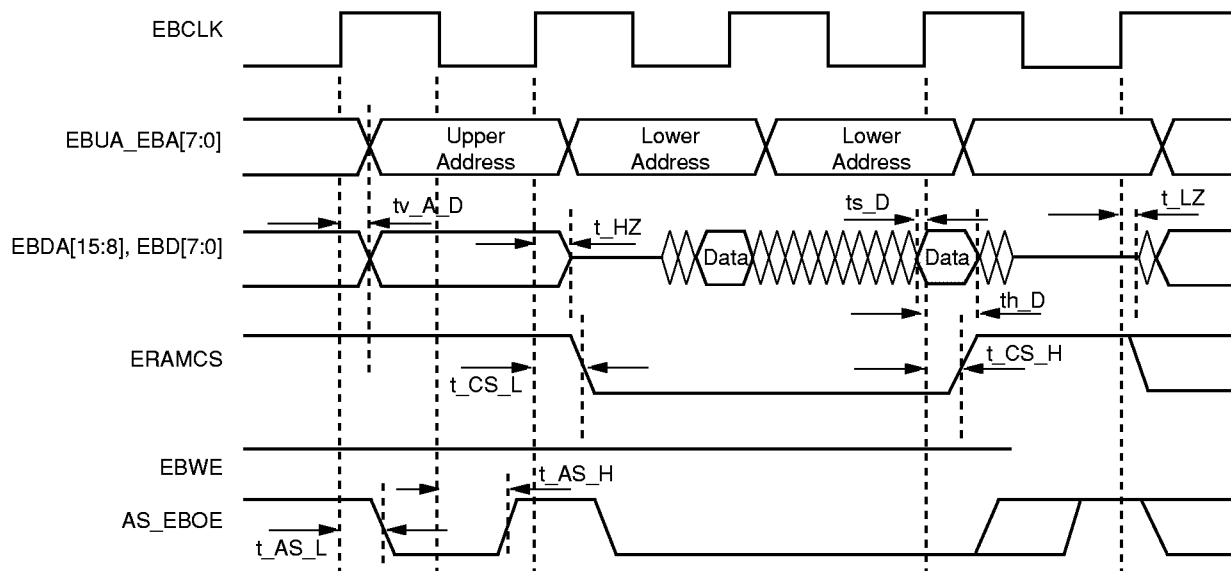 EBCLK
EBUA_EBA[7:0]
Upper
Address
Lower
Address
Lower
Address
tv_A_D
t_HZ
ts_D
t_LZ
EBDA[15:8], EBD[7:0]
Data
Data
th_D
ERAMCS
t_CS_L
t_CS_H
EBWE
t_AS_H
AS_EBOE
t_AS_L